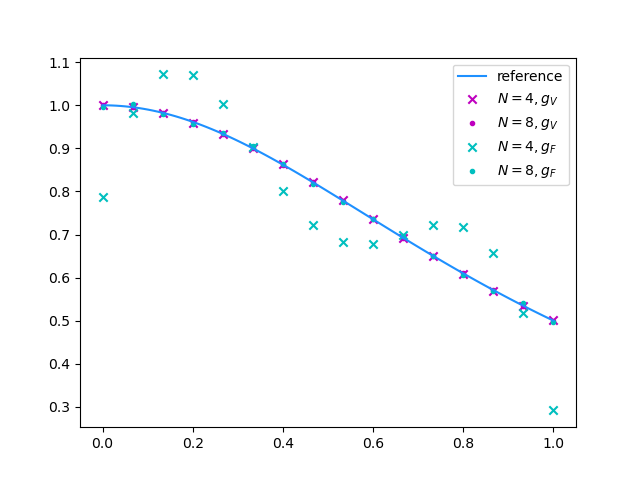 1.1
1.0
0.9
0.8
0.7
0.6
0.5
0.4
0.3
0.0 0.2 0.4 0.6 0.8 1.0
reference
N = 4, g_V
N = 8, g_V
N = 4, g_F
N = 8, g_F